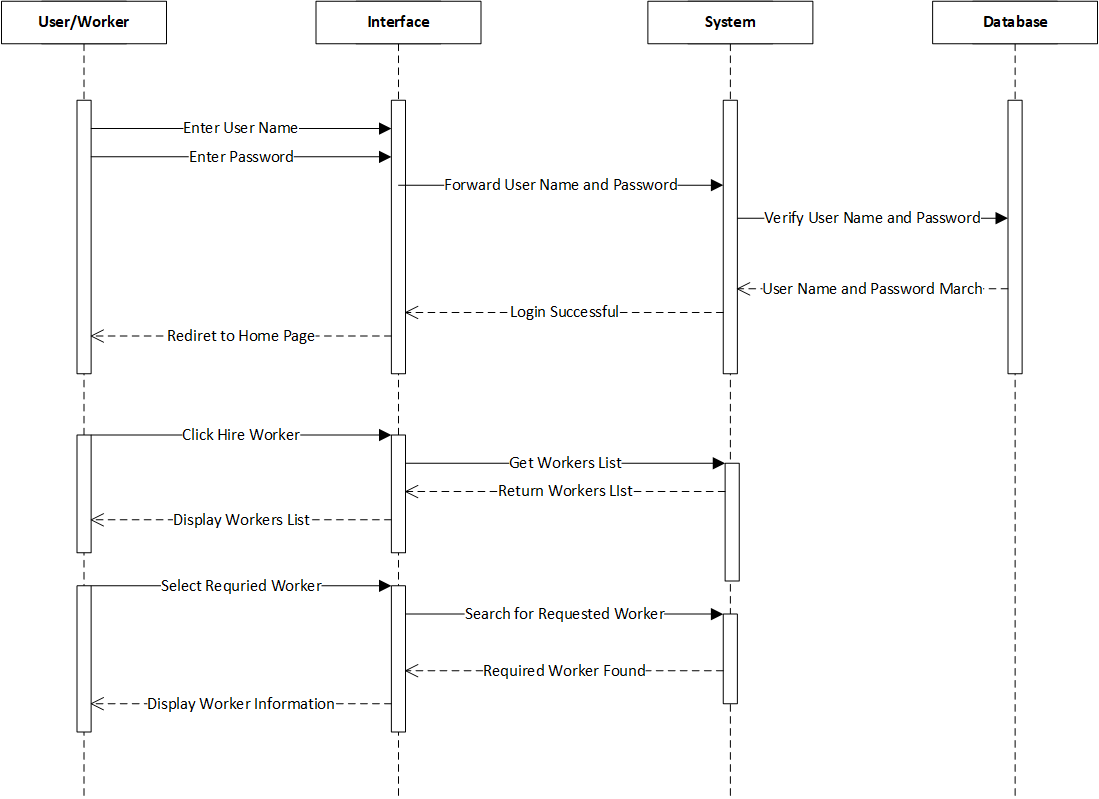 User/Worker
Interface
System
Database
Enter User Name
Enter Password
Forward User Name and Password
Verify User Name and Password
User Name and Password March
Login Successful
Rediret to Home Page
Click Hire Worker
Get Workers List
Return Workers LIst
Display Workers List
Select Requried Worker
Search for Requested Worker
Required Worker Found
Display Worker Information